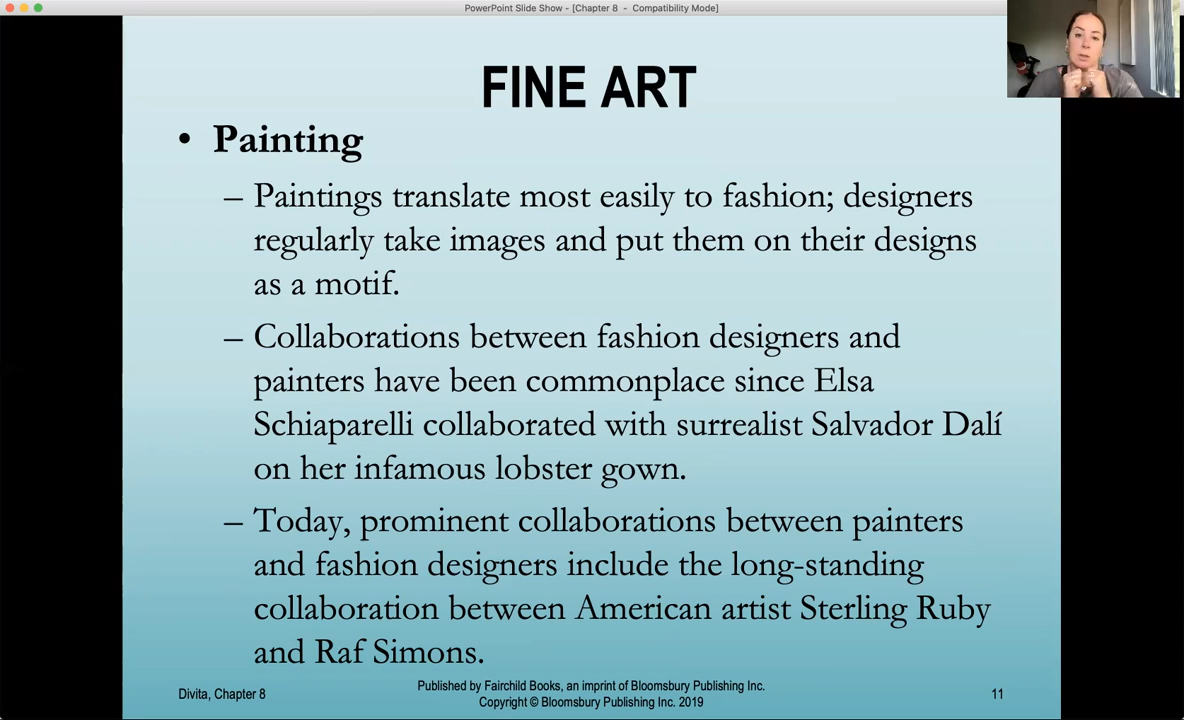 PowerPoint Slide Show - [Chapter 8 - Compatibility Mode]
FINE ART
• Painting
– Paintings translate most easily to fashion; designers
regularly take images and put them on their designs
as a motif.
– Collaborations between fashion designers and
painters have been commonplace since Elsa
Schiaparelli collaborated with surrealist Salvador Dalí
on her infamous lobster gown.
– Today, prominent collaborations between painters
and fashion designers include the long-standing
collaboration between American artist Sterling Ruby
and Raf Simons.
Divita, Chapter 8
Published by Fairchild Books, an imprint of Bloomsbury Publishing Inc.
Copyright © Bloomsbury Publishing Inc. 2019
11